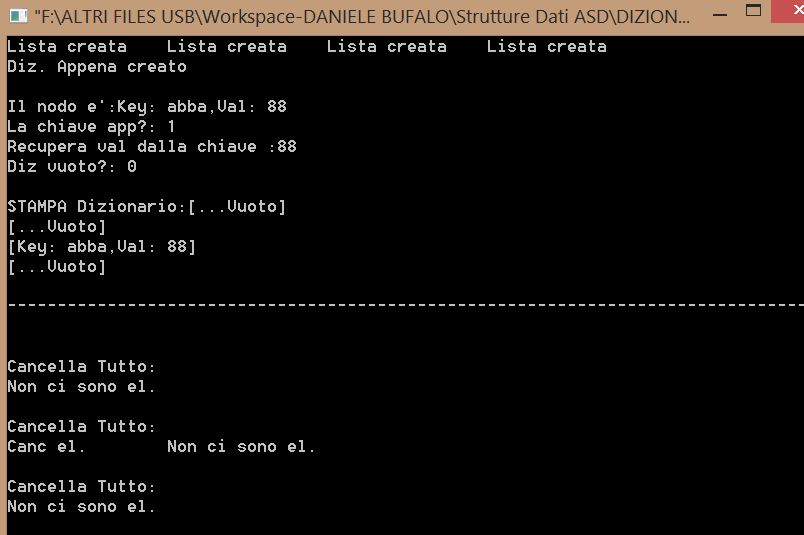 "F:\ALTRI FILES USB\Workspace-DANIELE BUFALO\Strutture Dati ASD\DIZION...
Lista creata    Lista creata    Lista creata    Lista creata
Diz. Appena creato
Il nodo e':Key: abba,Val: 88
La chiave app?: 1
Recupera val dalla chiave :88
Diz vuoto?: 0
STAMPA Dizionario:[...Vuoto]
[...Vuoto]
[Key: abba,Val: 88]
[...Vuoto]
--------------------------------------------------------------------------------
Cancella Tutto:
Non ci sono el.
Cancella Tutto:
Canc el.        Non ci sono el.
Cancella Tutto:
Non ci sono el.